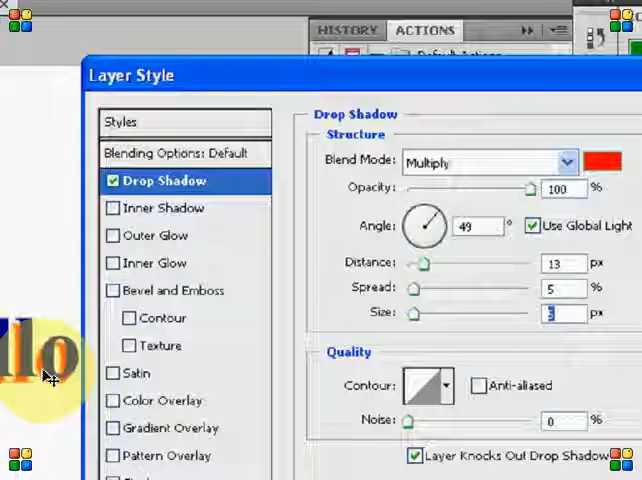 HISTORY ACTIONS
Default Actions
Layer Style
Styles
Blending Options: Default
Drop Shadow
Inner Shadow
Outer Glow
Inner Glow
Bevel and Emboss
Contour
Texture
Satin
Color Overlay
Gradient Overlay
Pattern Overlay
Drop Shadow
Structure
Blend Mode: Multiply
Opacity: 100 %
Angle: 49 ° Use Global Light
Distance: 13 px
Spread: 5 %
Size: px
Quality
Contour: Anti-aliased
Noise: 0 %
Layer Knocks Out Drop Shadow
llo